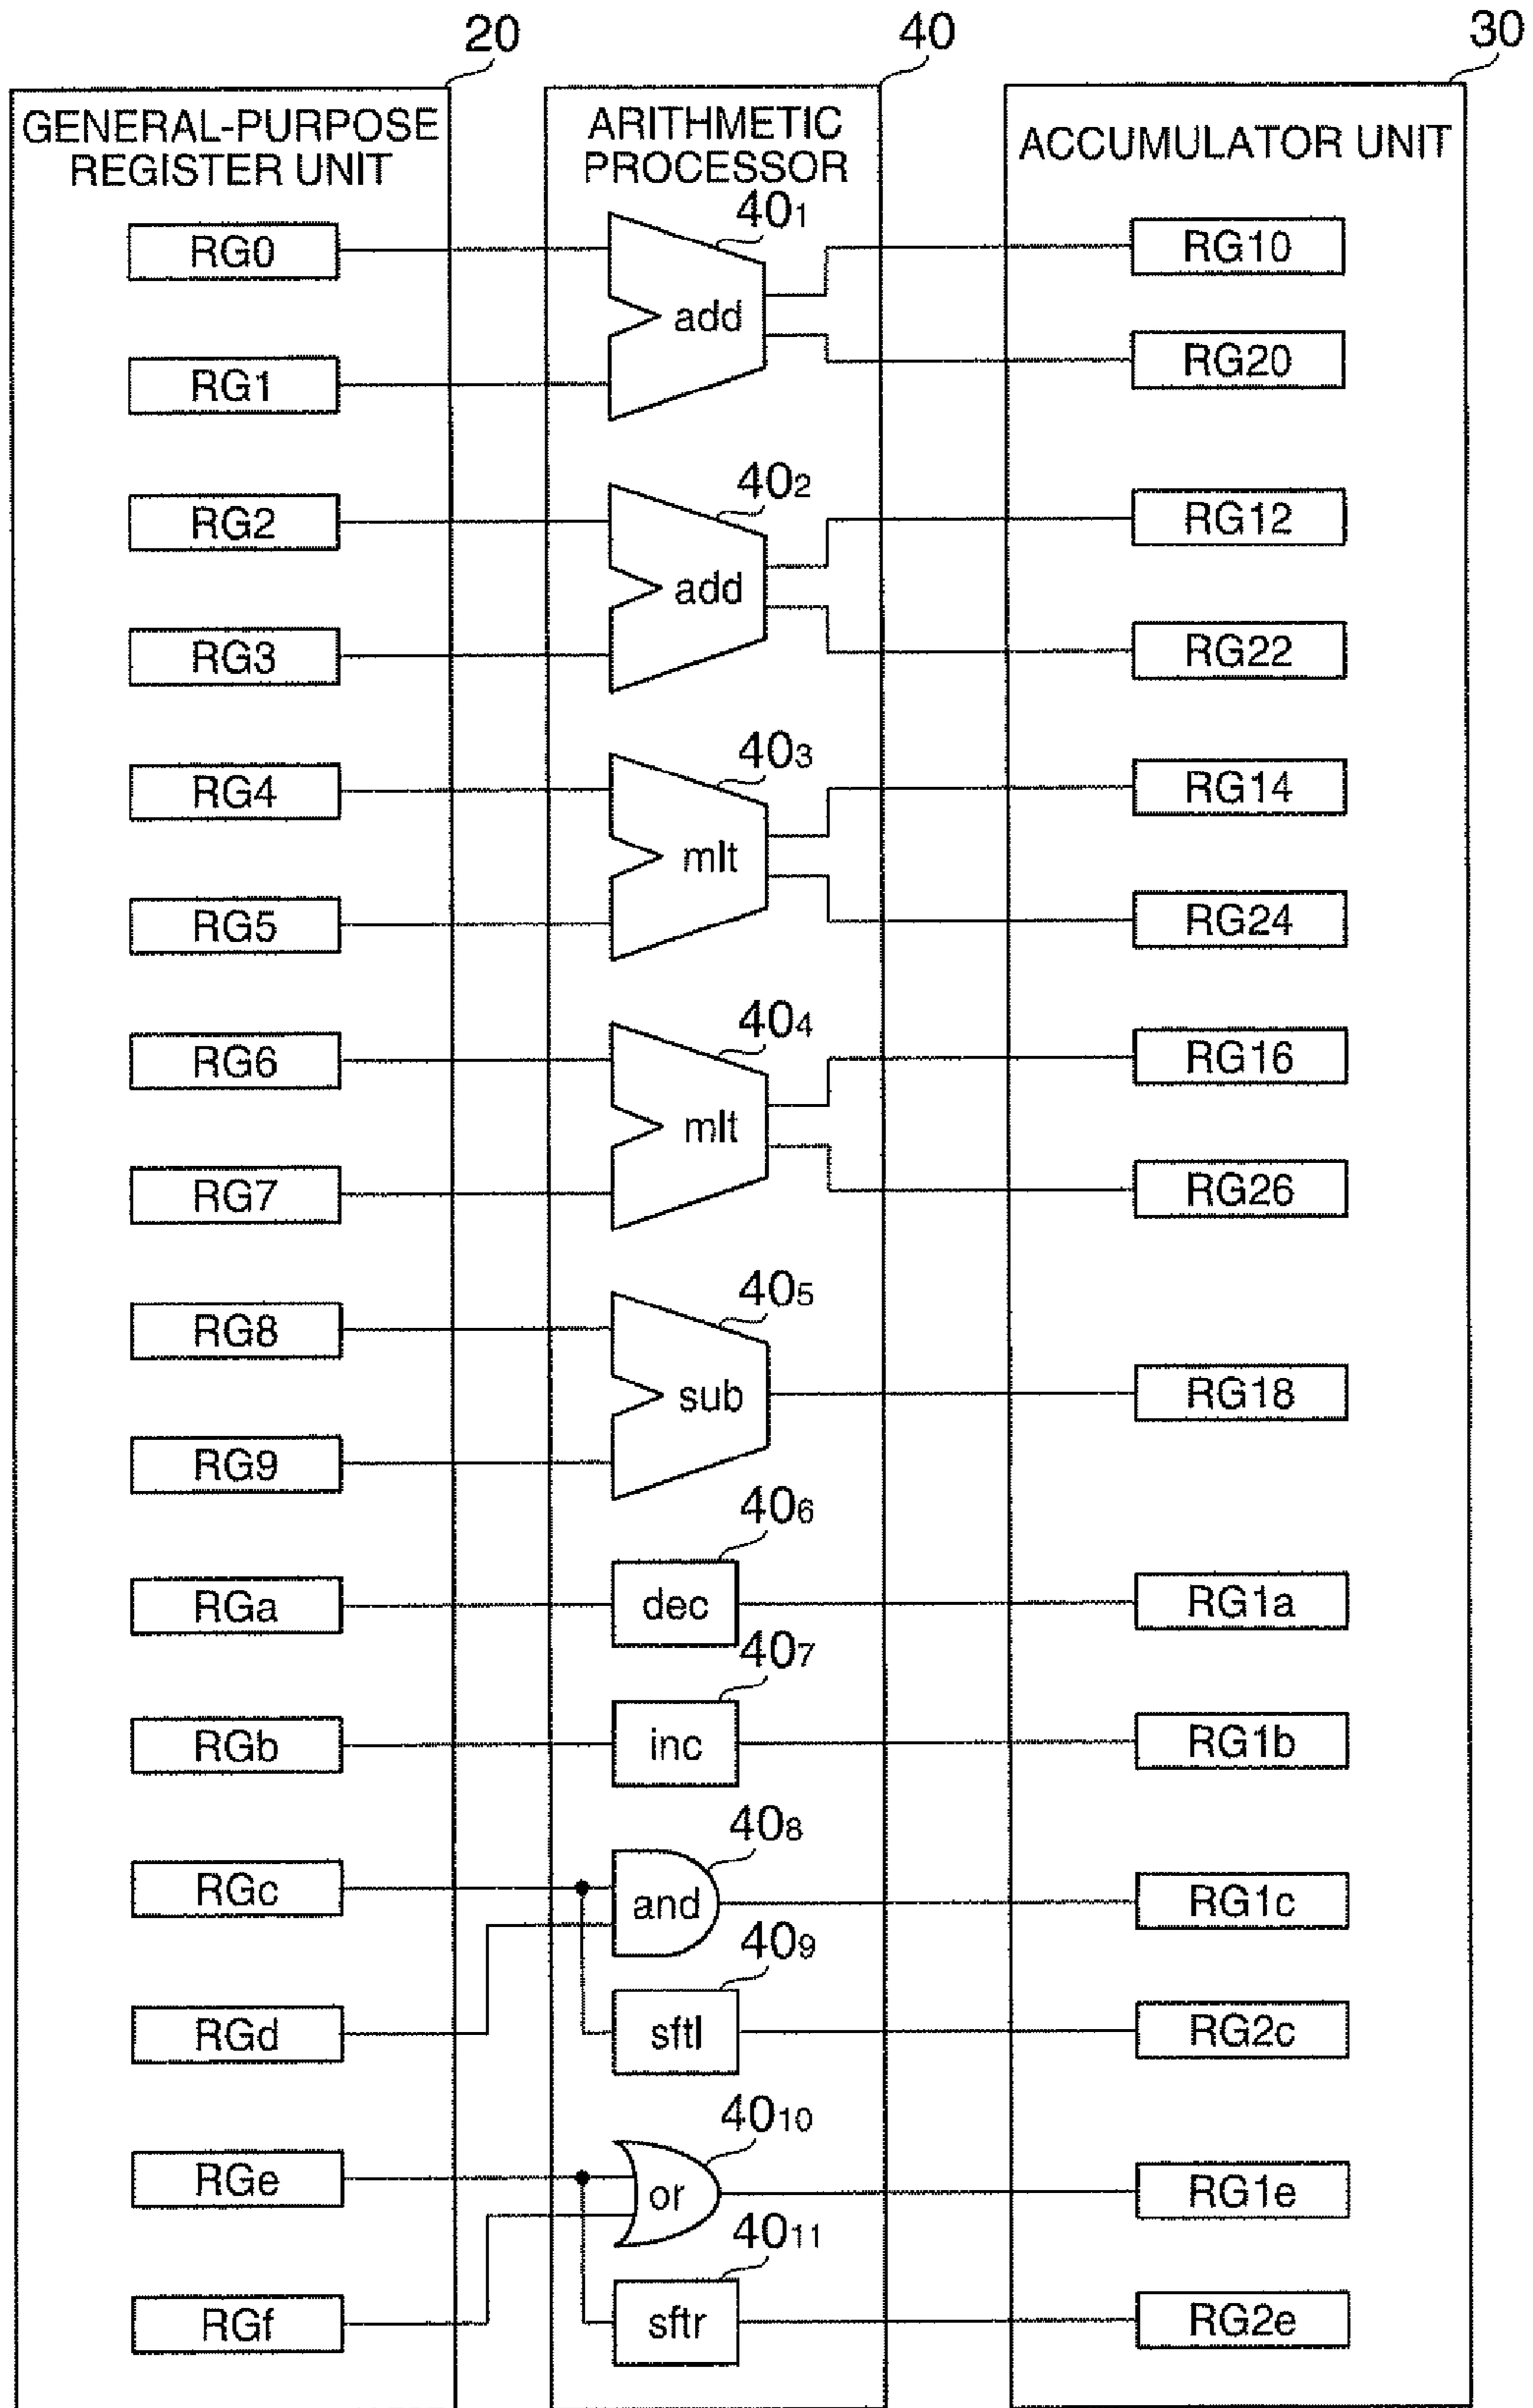 20
40
30
GENERAL-PURPOSE
REGISTER UNIT
ARITHMETIC
PROCESSOR
ACCUMULATOR UNIT
RG0
RG1
40₁
add
RG10
RG20
RG2
RG3
40₂
add
RG12
RG22
RG4
RG5
40₃
mlt
RG14
RG24
RG6
RG7
40₄
mlt
RG16
RG26
RG8
RG9
40₅
sub
RG18
RGa
40₆
dec
RG1a
RGb
40₇
inc
RG1b
RGc
RGd
40₈
and
RG1c
40₉
sftl
RG2c
RGe
RGf
40₁₀
or
RG1e
40₁₁
sftr
RG2e